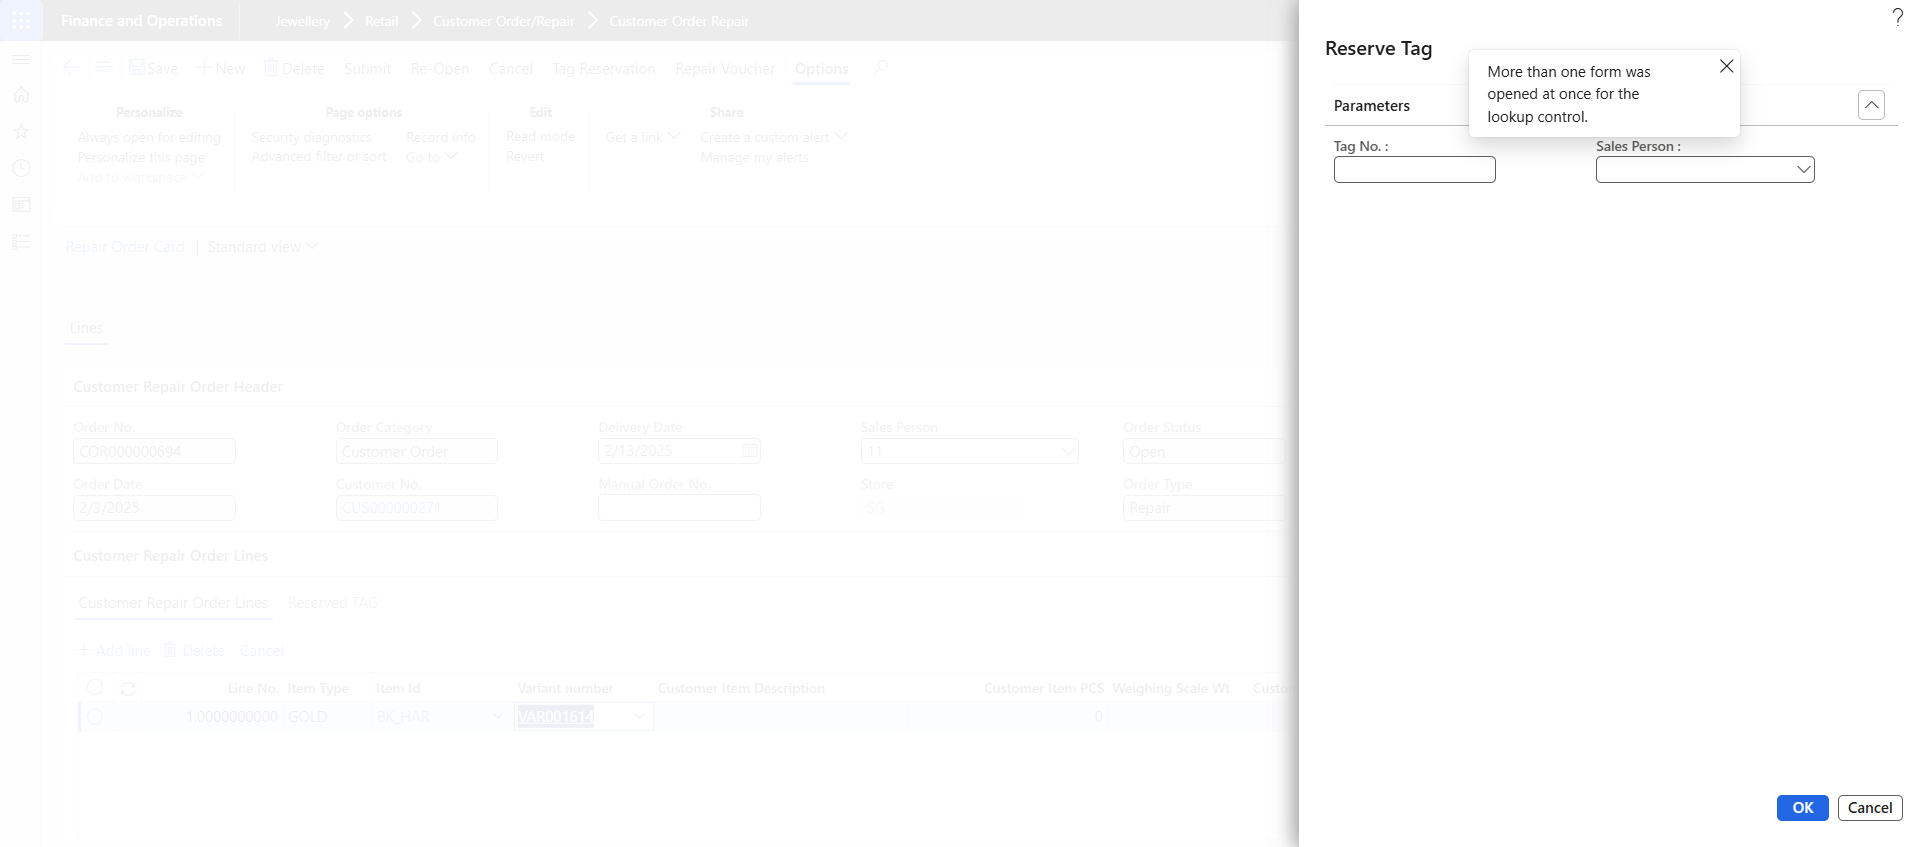 Finance and Operations
Jewellery
Retail
Customer Order/Repair
Customer Order Repair
Save
New
Delete
Submit
Re-Open
Cancel
Tag Reservation
Repair Voucher
Options
Personalize
Always open for editing
Personalize this page
Add to workspace
Page options
Security diagnostics
Advanced filter or sort
Record info
Go to
Edit
Read mode
Revert
Get a link
Share
Create a custom alert
Manage my alerts
Repair Order Card | Standard view
Lines
Customer Repair Order Header
Order No.
COR000000694
Order Category
Customer Order
Delivery Date
2/13/2025
Sales Person
11
Order Status
Open
Order Date
2/3/2025
Customer No.
CUS000000271
Manual Order No.
Store
SG
Order Type
Repair
Customer Repair Order Lines
Customer Repair Order Lines
Reserved TAG
Add line
Delete
Cancel
Line No. Item Type Item Id Variant number Customer Item Description Customer Item PCS Weighing Scale Wt Custon
1.0000000000 GOLD BK_HAR VAR001614 0
?
Reserve Tag
More than one form was
opened at once for the
lookup control.
Parameters
Tag No. :
Sales Person :
OK
Cancel